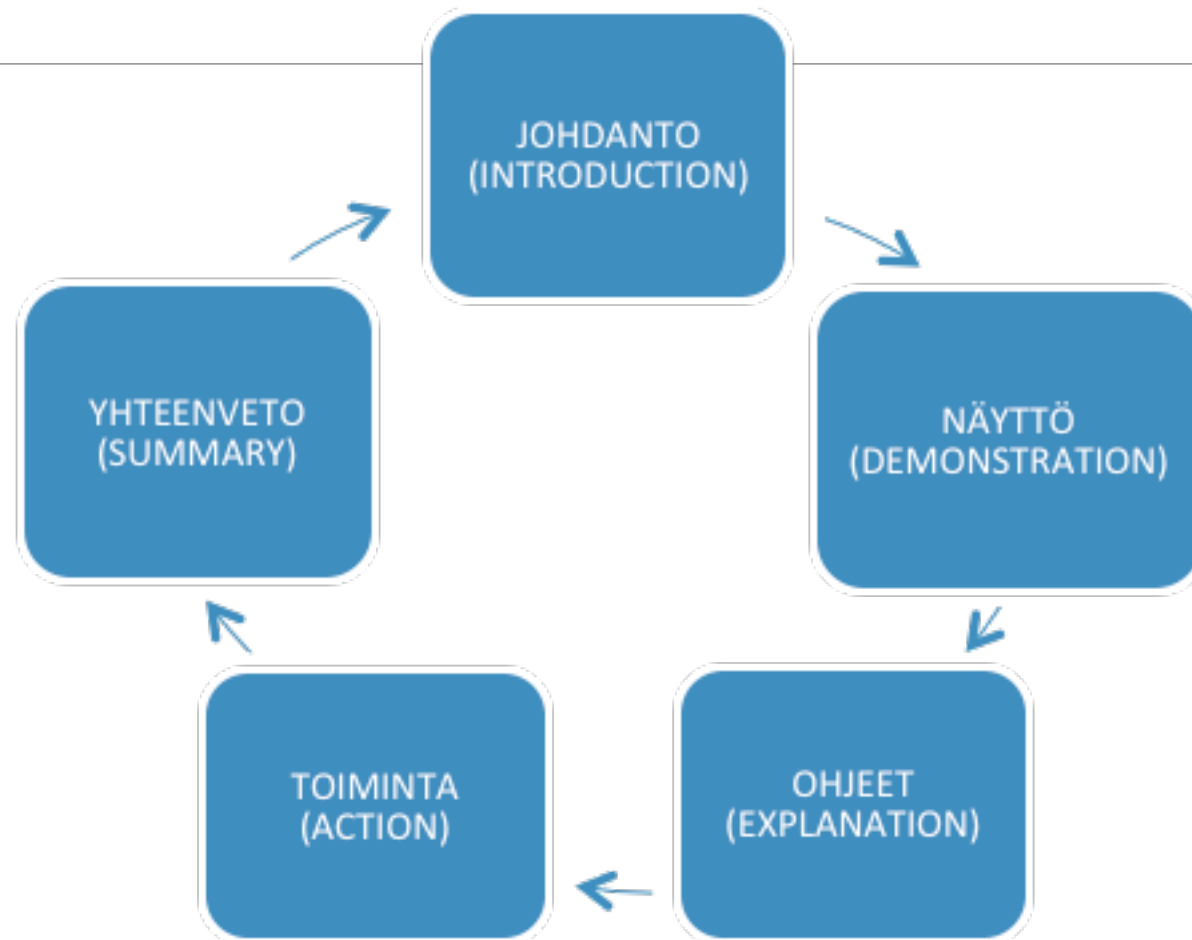 JOHDANTO
(INTRODUCTION)
NÄYTTÖ
(DEMONSTRATION)
OHJEET
(EXPLANATION)
TOIMINTA
(ACTION)
YHTEENVETO
(SUMMARY)